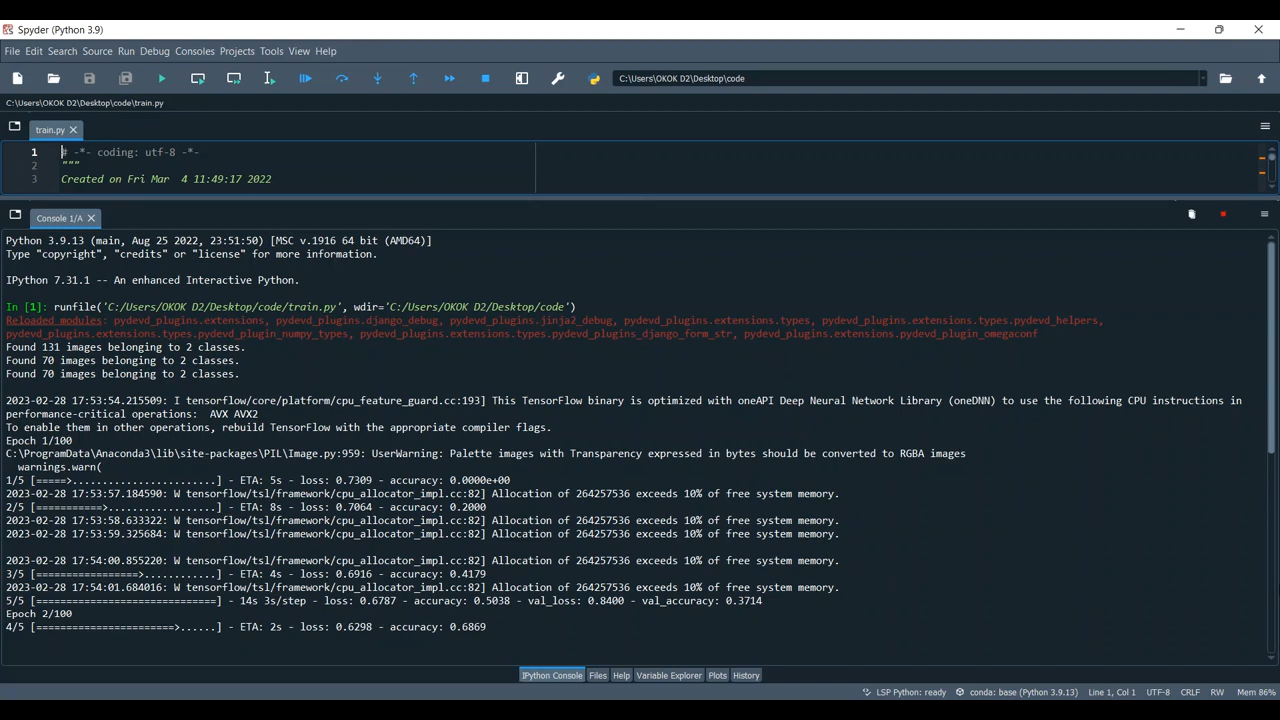 Spyder (Python 3.9)
File Edit Search Source Run Debug Consoles Projects Tools View Help
C:\Users\OKOK D2\Desktop\code
C:\Users\OKOK D2\Desktop\code\train.py
train.py
1 # -*- coding: utf-8 -*-
2 """
3 Created on Fri Mar  4 11:49:17 2022
Console 1/A
Python 3.9.13 (main, Aug 25 2022, 23:51:50) [MSC v.1916 64 bit (AMD64)]
Type "copyright", "credits" or "license" for more information.
IPython 7.31.1 -- An enhanced Interactive Python.
In [1]: runfile('C:/Users/OKOK D2/Desktop/code/train.py', wdir='C:/Users/OKOK D2/Desktop/code')
Reloaded modules: pydevd_plugins.extensions, pydevd_plugins.django_debug, pydevd_plugins.jinja2_debug, pydevd_plugins.extensions.types, pydevd_plugins.extensions.types.pydevd_helpers,
pydevd_plugins.extensions.types.pydevd_plugin_numpy_types, pydevd_plugins.extensions.types.pydevd_plugins_django_form_str, pydevd_plugins.extensions.pydevd_plugin_omegaconf
Found 131 images belonging to 2 classes.
Found 70 images belonging to 2 classes.
Found 70 images belonging to 2 classes.
2023-02-28 17:53:54.215509: I tensorflow/core/platform/cpu_feature_guard.cc:193] This TensorFlow binary is optimized with oneAPI Deep Neural Network Library (oneDNN) to use the following CPU instructions in
performance-critical operations:  AVX AVX2
To enable them in other operations, rebuild TensorFlow with the appropriate compiler flags.
Epoch 1/100
C:\ProgramData\Anaconda3\lib\site-packages\PIL\Image.py:959: UserWarning: Palette images with Transparency expressed in bytes should be converted to RGBA images
warnings.warn(
1/5 [=====>........................] - ETA: 5s - loss: 0.7309 - accuracy: 0.0000e+00
2023-02-28 17:53:57.184590: W tensorflow/tsl/framework/cpu_allocator_impl.cc:82] Allocation of 264257536 exceeds 10% of free system memory.
2/5 [===========>..................] - ETA: 8s - loss: 0.7064 - accuracy: 0.2000
2023-02-28 17:53:58.633322: W tensorflow/tsl/framework/cpu_allocator_impl.cc:82] Allocation of 264257536 exceeds 10% of free system memory.
2023-02-28 17:53:59.325684: W tensorflow/tsl/framework/cpu_allocator_impl.cc:82] Allocation of 264257536 exceeds 10% of free system memory.
2023-02-28 17:54:00.855220: W tensorflow/tsl/framework/cpu_allocator_impl.cc:82] Allocation of 264257536 exceeds 10% of free system memory.
3/5 [=================>............] - ETA: 4s - loss: 0.6916 - accuracy: 0.4179
2023-02-28 17:54:01.684016: W tensorflow/tsl/framework/cpu_allocator_impl.cc:82] Allocation of 264257536 exceeds 10% of free system memory.
5/5 [==============================] - 14s 3s/step - loss: 0.6787 - accuracy: 0.5038 - val_loss: 0.8400 - val_accuracy: 0.3714
Epoch 2/100
4/5 [=======================>......] - ETA: 2s - loss: 0.6298 - accuracy: 0.6869
IPython Console Files Help Variable Explorer Plots History
LSP Python: ready conda: base (Python 3.9.13) Line 1, Col 1 UTF-8 CRLF RW Mem 86%